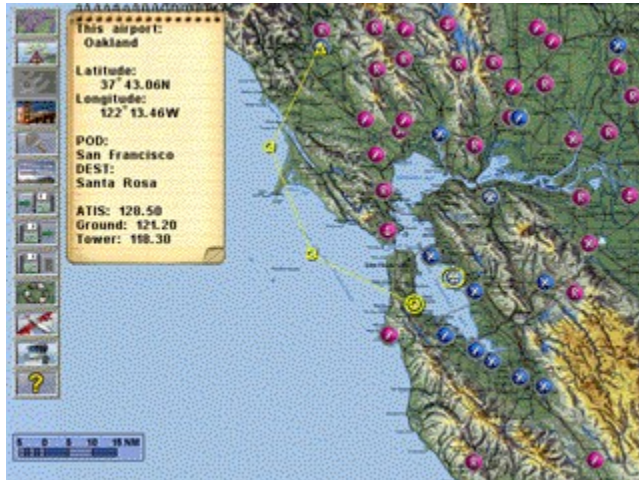 This airport:
Oakland
Latitude:
37°43.06N
Longitude:
122°13.46W
POD:
San Francisco
DEST:
Santa Rosa
ATIS: 128.50
Ground: 121.20
Tower: 118.30
?
5 0 5 10 15 NM